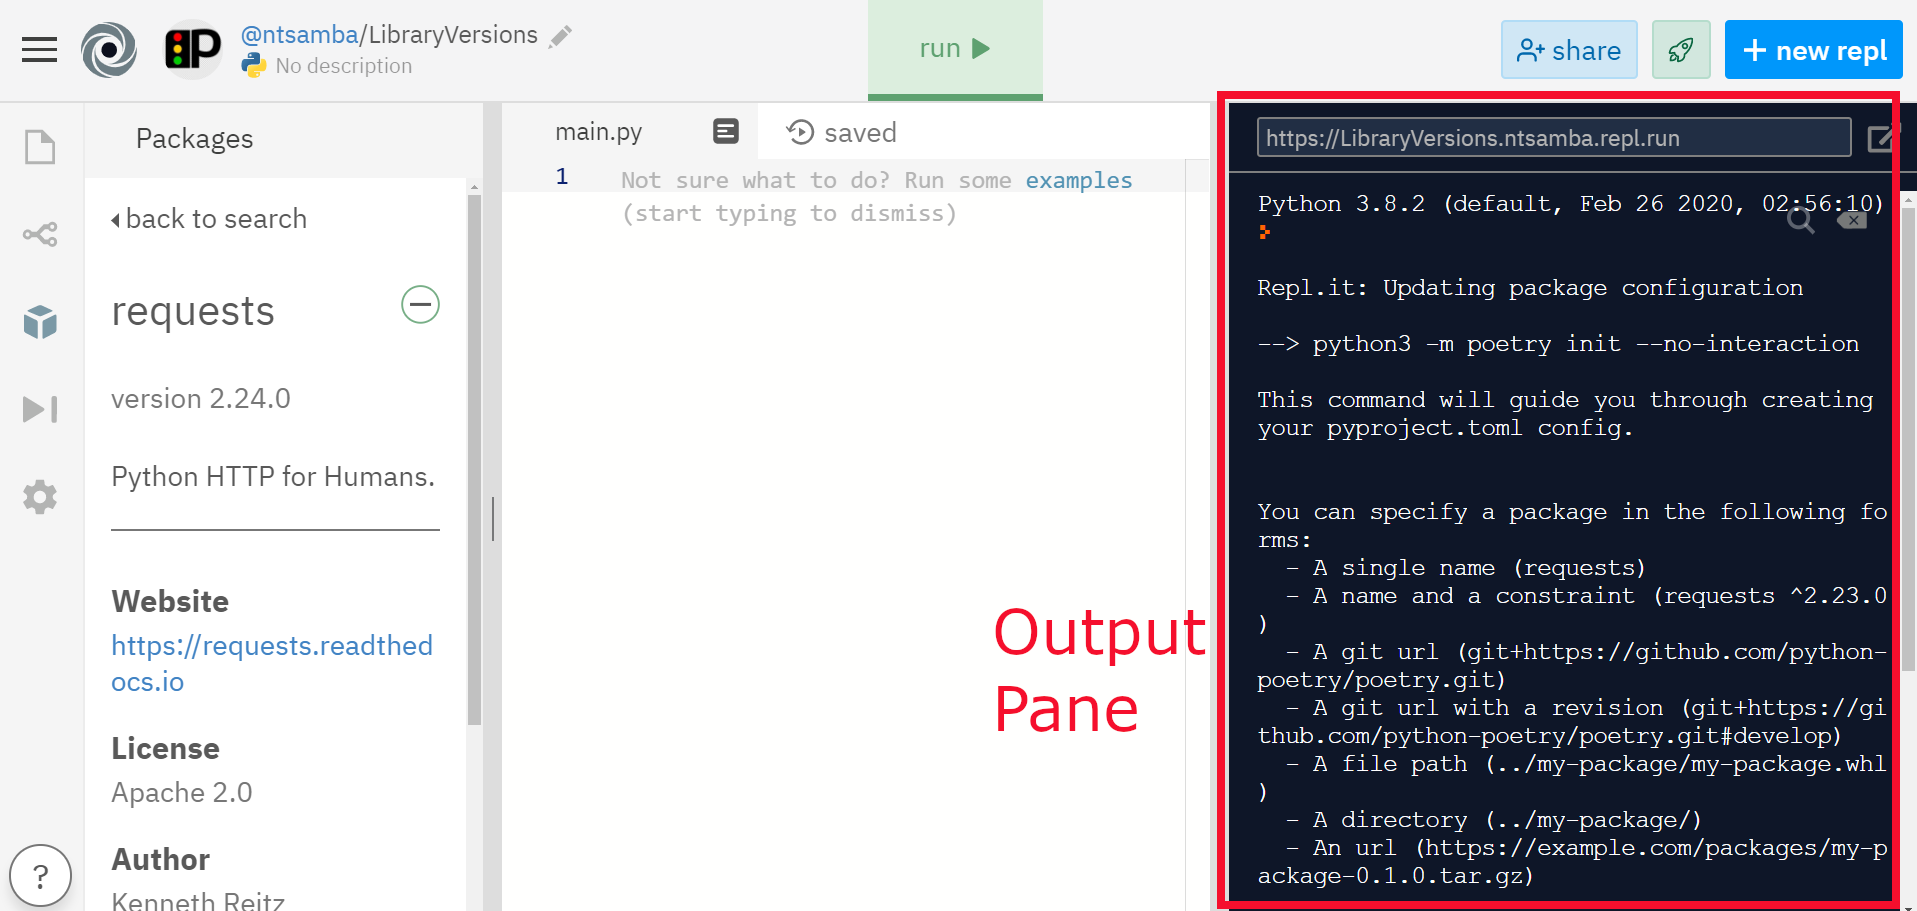 @ntsamba/LibraryVersions
No description
run
share
+ new repl
Packages
back to search
requests
version 2.24.0
Python HTTP for Humans.
Website
https://requests.readthed
ocs.io
License
Apache 2.0
Author
Kenneth Reitz
?
main.py
saved
1
Not sure what to do? Run some examples
(start typing to dismiss)
Output
Pane
https://LibraryVersions.ntsamba.repl.run
Python 3.8.2 (default, Feb 26 2020, 02:56:10)
Repl.it: Updating package configuration
--> python3 -m poetry init --no-interaction
This command will guide you through creating
your pyproject.toml config.
You can specify a package in the following fo
rms:
- A single name (requests)
- A name and a constraint (requests ^2.23.0
)
- A git url (git+https://github.com/python-
poetry/poetry.git)
- A git url with a revision (git+https://gi
thub.com/python-poetry/poetry.git#develop)
- A file path (../my-package/my-package.whl
)
- A directory (../my-package/)
- An url (https://example.com/packages/my-p
ackage-0.1.0.tar.gz)